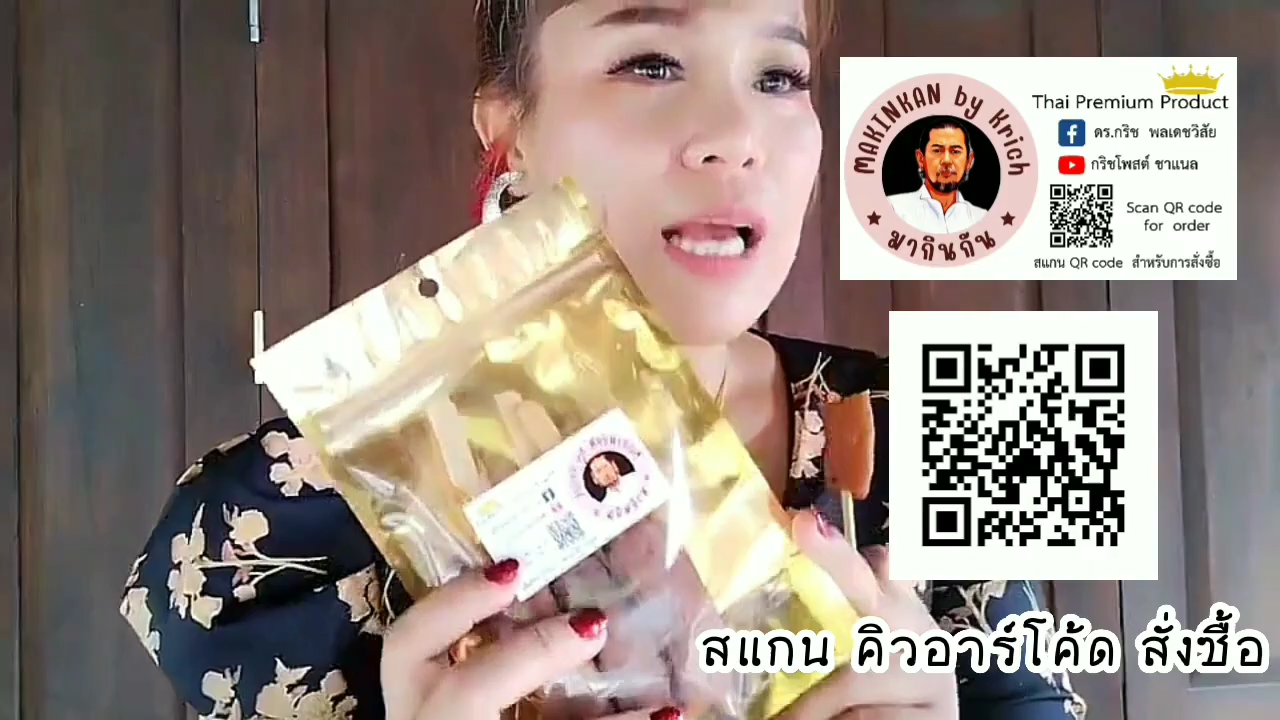 MAKINKAN by Krich
มากินกัน
Thai Premium Product
ดร.กริช พลเดชวิสัย
กริชโพสต์ ชาแนล
Scan QR code
for order
สแกน QR code สำหรับการสั่งซื้อ
สแกน คิวอาร์โค้ด สั่งซื้อ